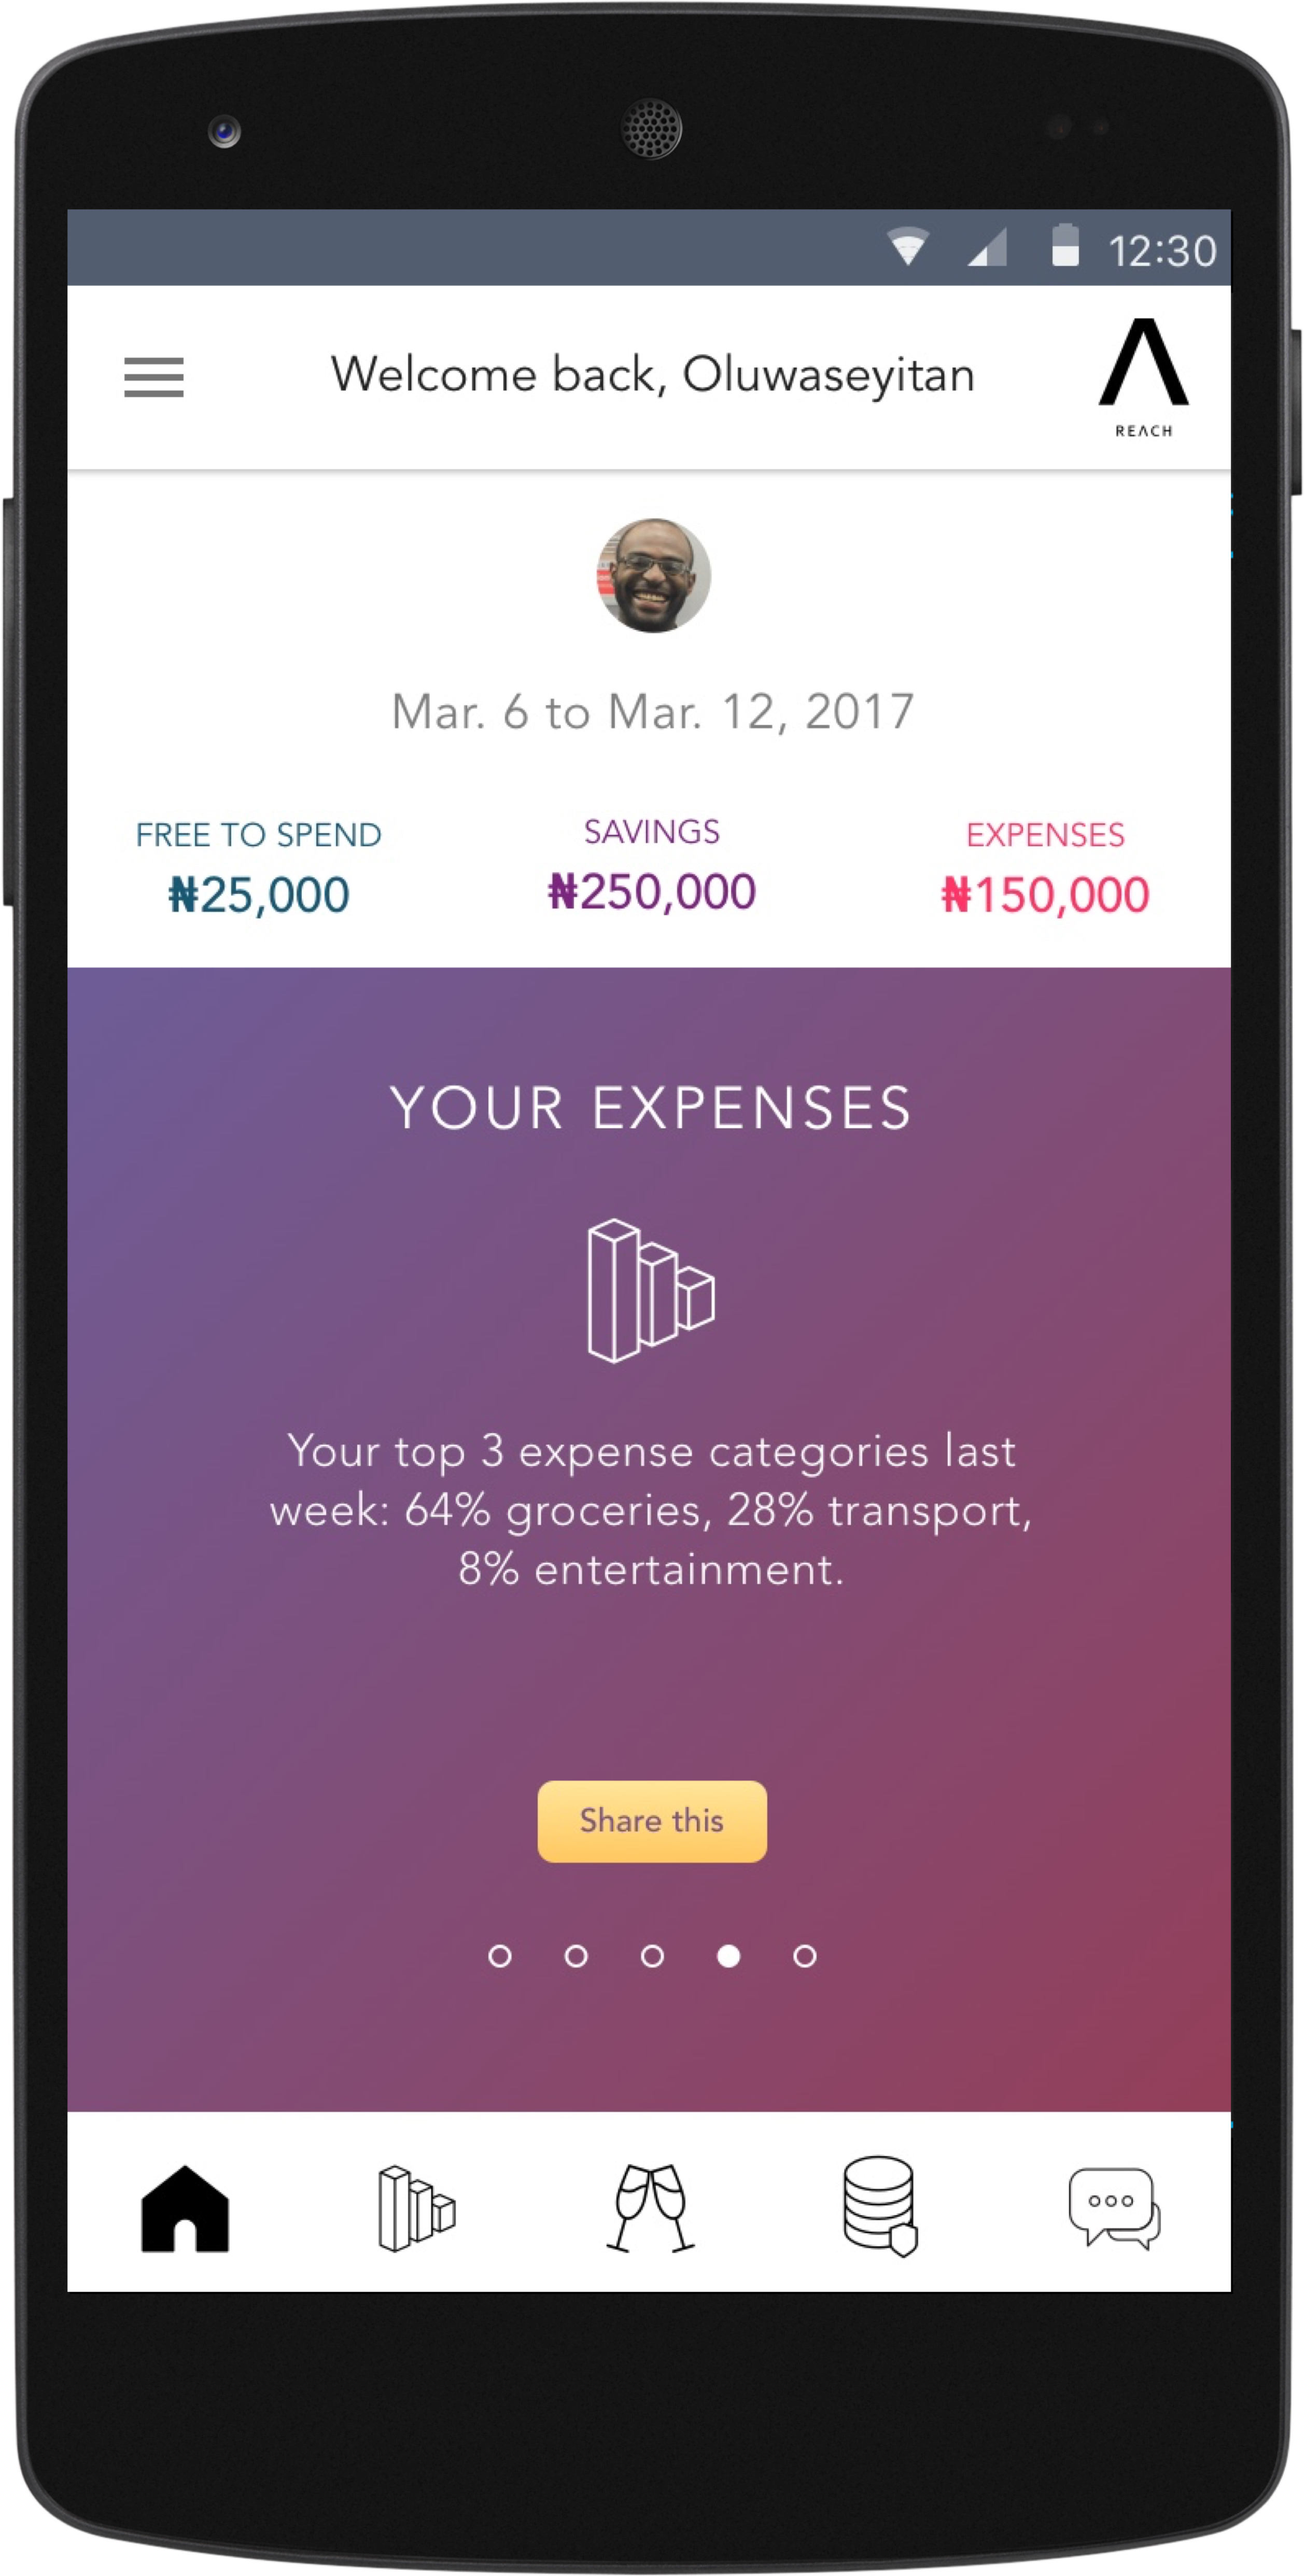 12:30
Welcome back, Oluwaseyitan
REACH
Mar. 6 to Mar. 12, 2017
FREE TO SPEND
₦25,000
SAVINGS
₦250,000
EXPENSES
₦150,000
YOUR EXPENSES
Your top 3 expense categories last
week: 64% groceries, 28% transport,
8% entertainment.
Share this